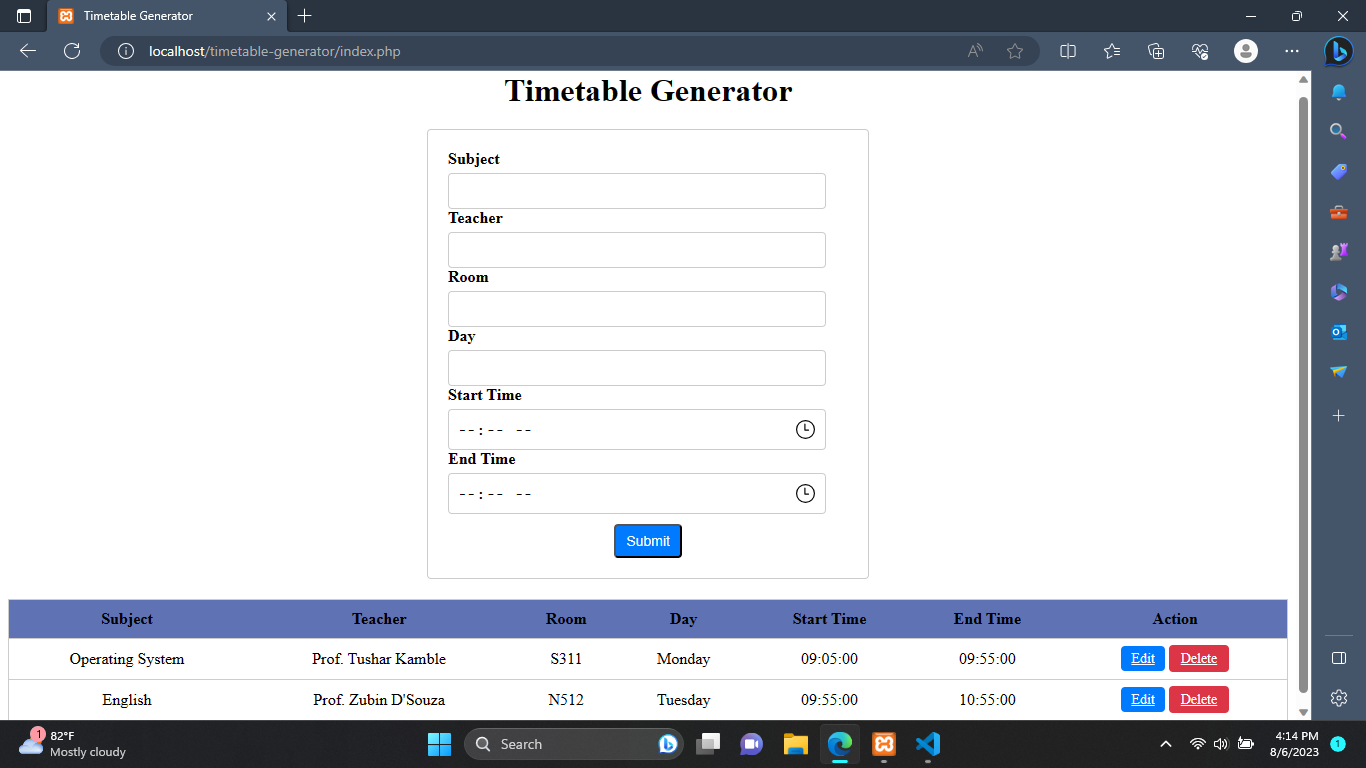 Timetable Generator
localhost/timetable-generator/index.php
Timetable Generator
Subject
Teacher
Room
Day
Start Time
--:-- --
End Time
--:-- --
Submit
Subject Teacher Room Day Start Time End Time Action
Operating System Prof. Tushar Kamble S311 Monday 09:05:00 09:55:00 Edit Delete
English Prof. Zubin D'Souza N512 Tuesday 09:55:00 10:55:00 Edit Delete
1
82°F
Mostly cloudy
Search
4:14 PM
8/6/2023
1